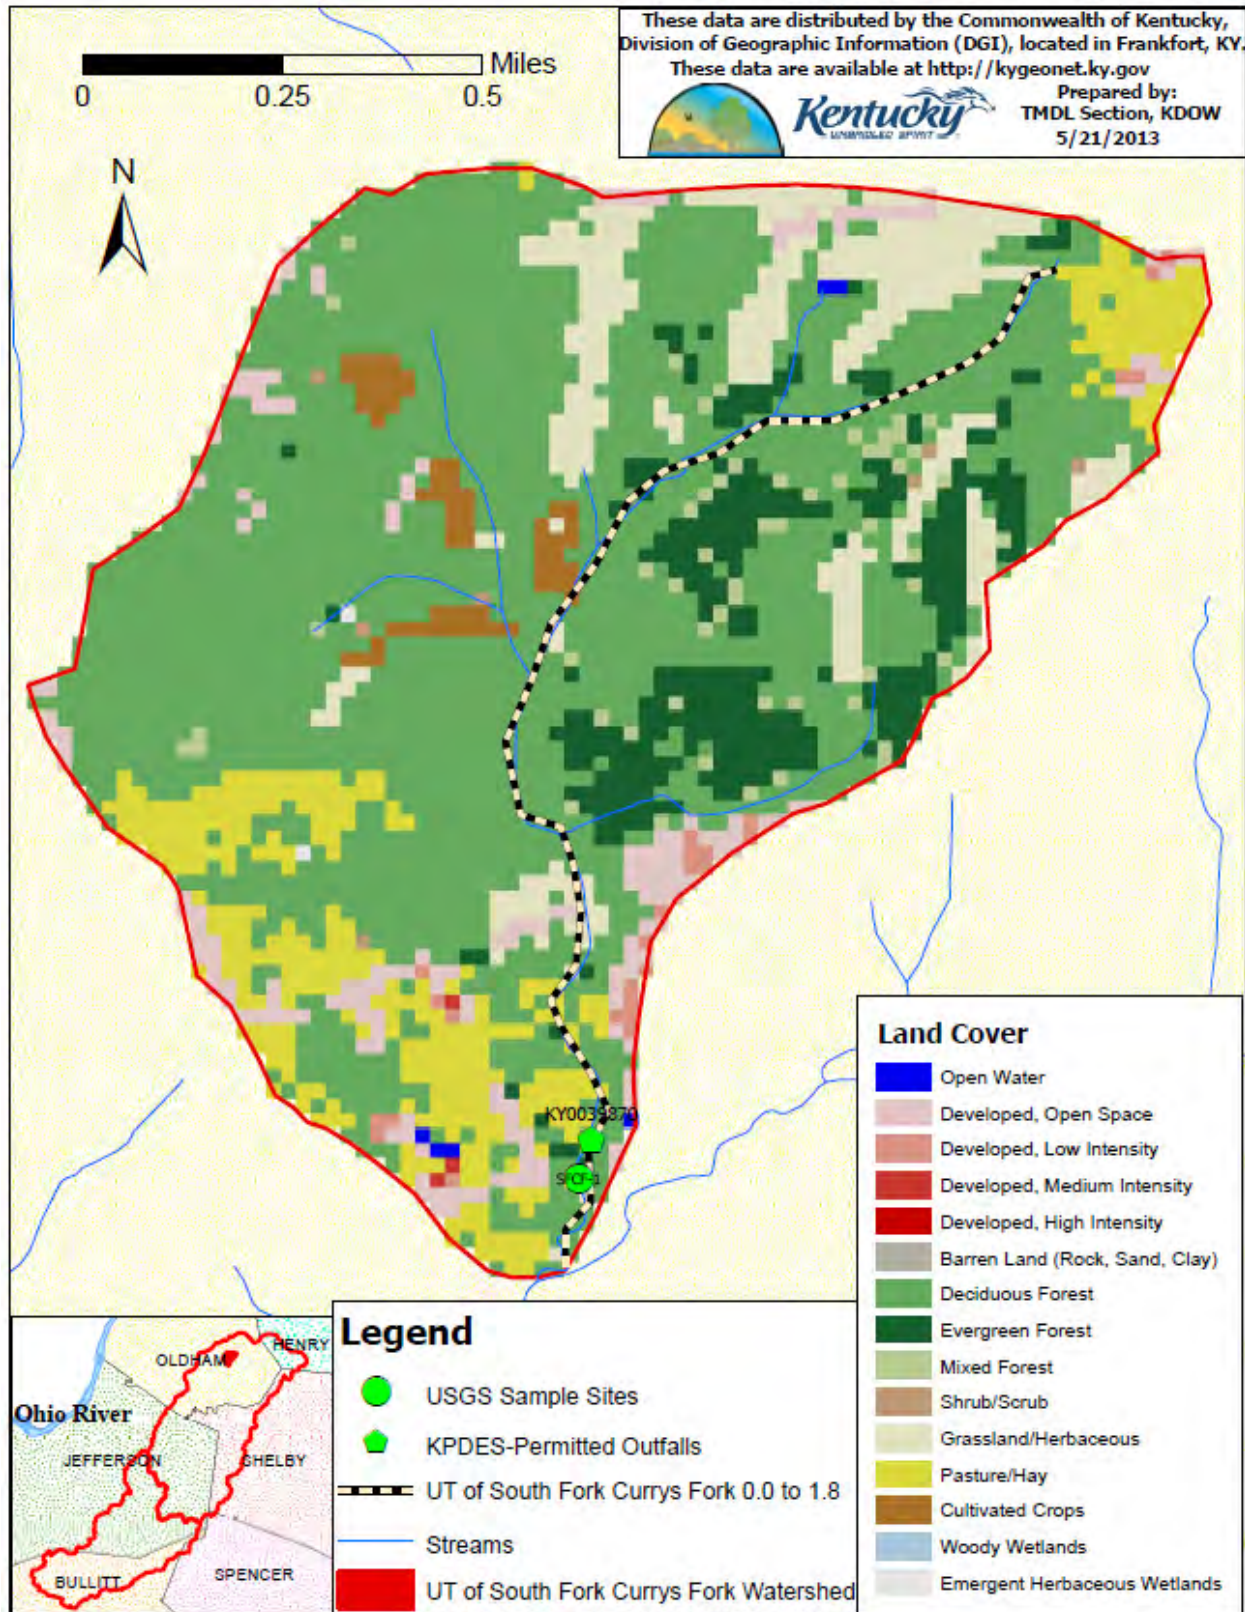 These data are distributed by the Commonwealth of Kentucky,
Division of Geographic Information (DGI), located in Frankfort, KY.
These data are available at http://kygeonet.ky.gov
Prepared by:
TMDL Section, KDOW
5/21/2013
Kentucky
UNBRIDLED SPIRIT
Miles
0 0.25 0.5
N
KY0039870
SFCF-1
Land Cover
Open Water
Developed, Open Space
Developed, Low Intensity
Developed, Medium Intensity
Developed, High Intensity
Barren Land (Rock, Sand, Clay)
Deciduous Forest
Evergreen Forest
Mixed Forest
Shrub/Scrub
Grassland/Herbaceous
Pasture/Hay
Cultivated Crops
Woody Wetlands
Emergent Herbaceous Wetlands
Legend
USGS Sample Sites
KPDES-Permitted Outfalls
UT of South Fork Currys Fork 0.0 to 1.8
Streams
UT of South Fork Currys Fork Watershed
HENRY
OLDHAM
Ohio River
JEFFERSON
SHELBY
BULLITT
SPENCER